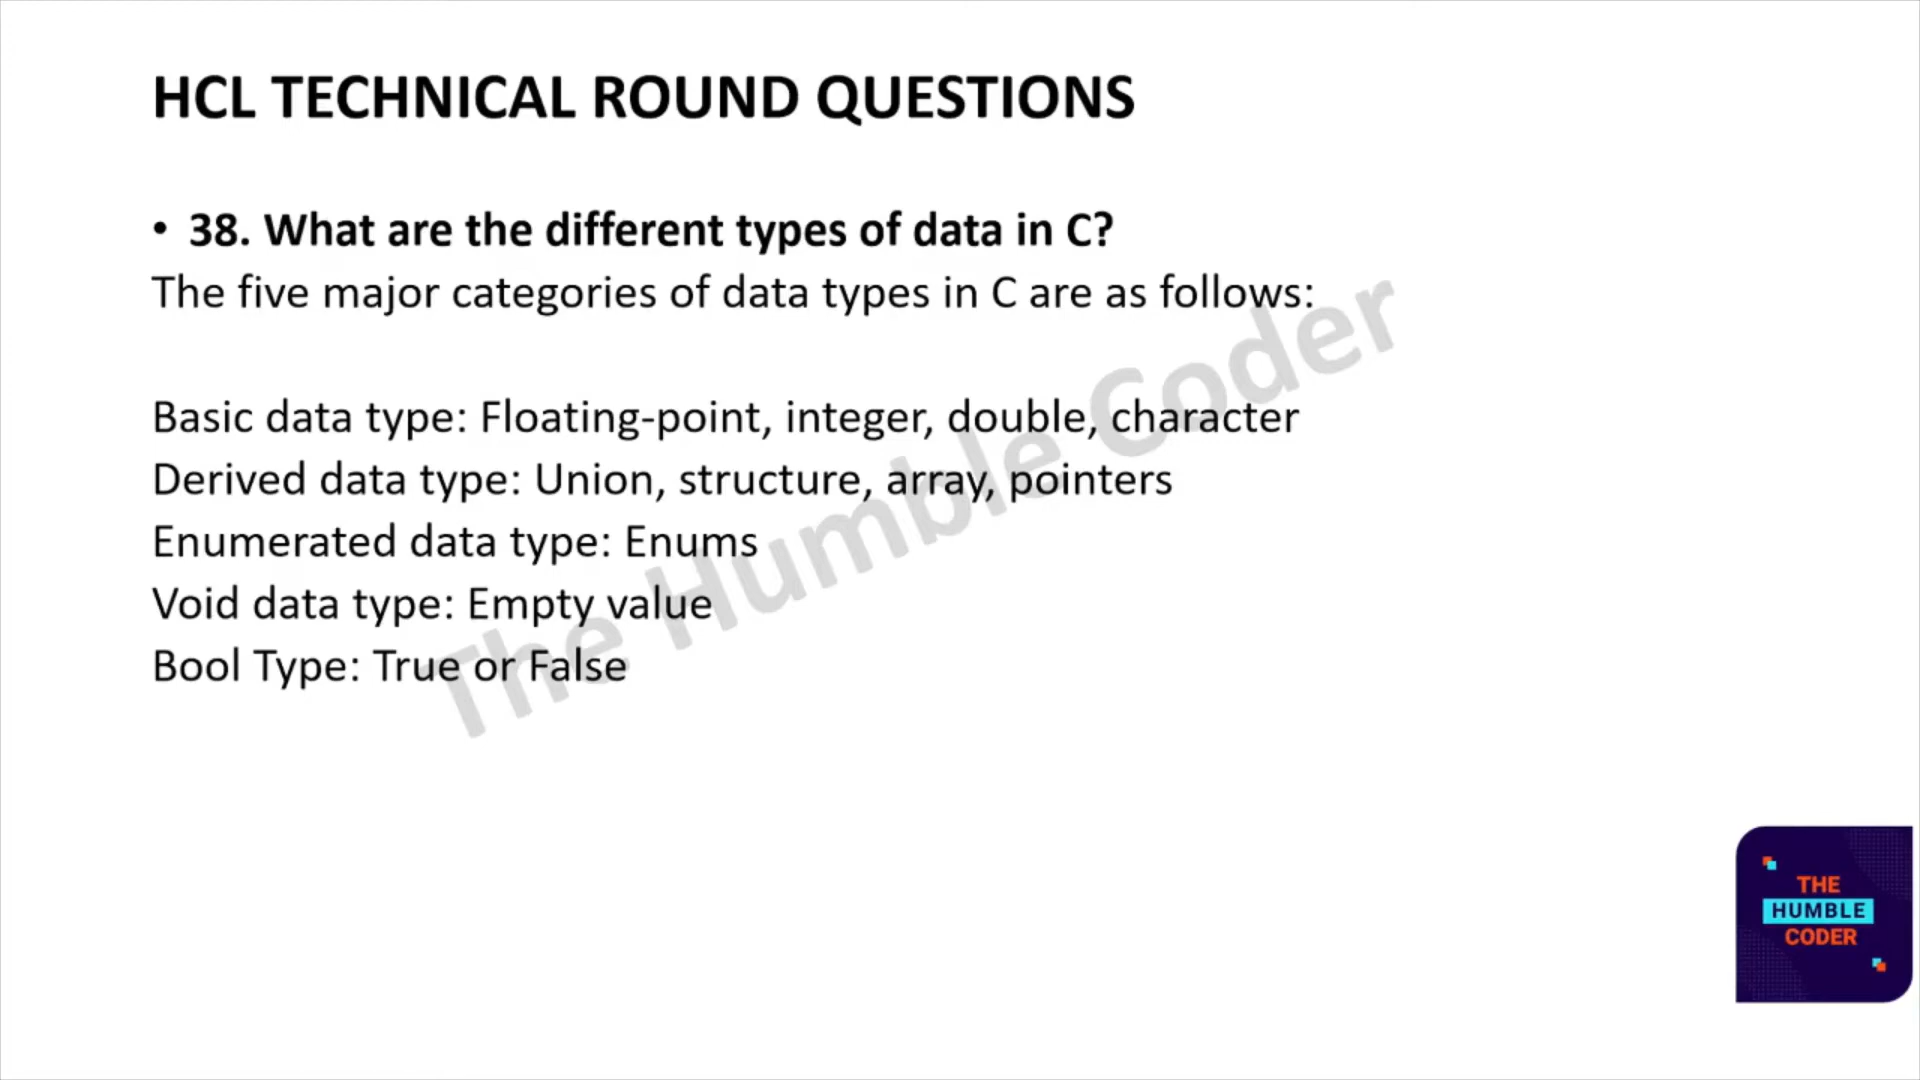 HCL TECHNICAL ROUND QUESTIONS
• 38. What are the different types of data in C?
The five major categories of data types in C are as follows:
Basic data type: Floating-point, integer, double, character
Derived data type: Union, structure, array, pointers
Enumerated data type: Enums
Void data type: Empty value
Bool Type: True or False
The Humble Coder
THE
HUMBLE
CODER